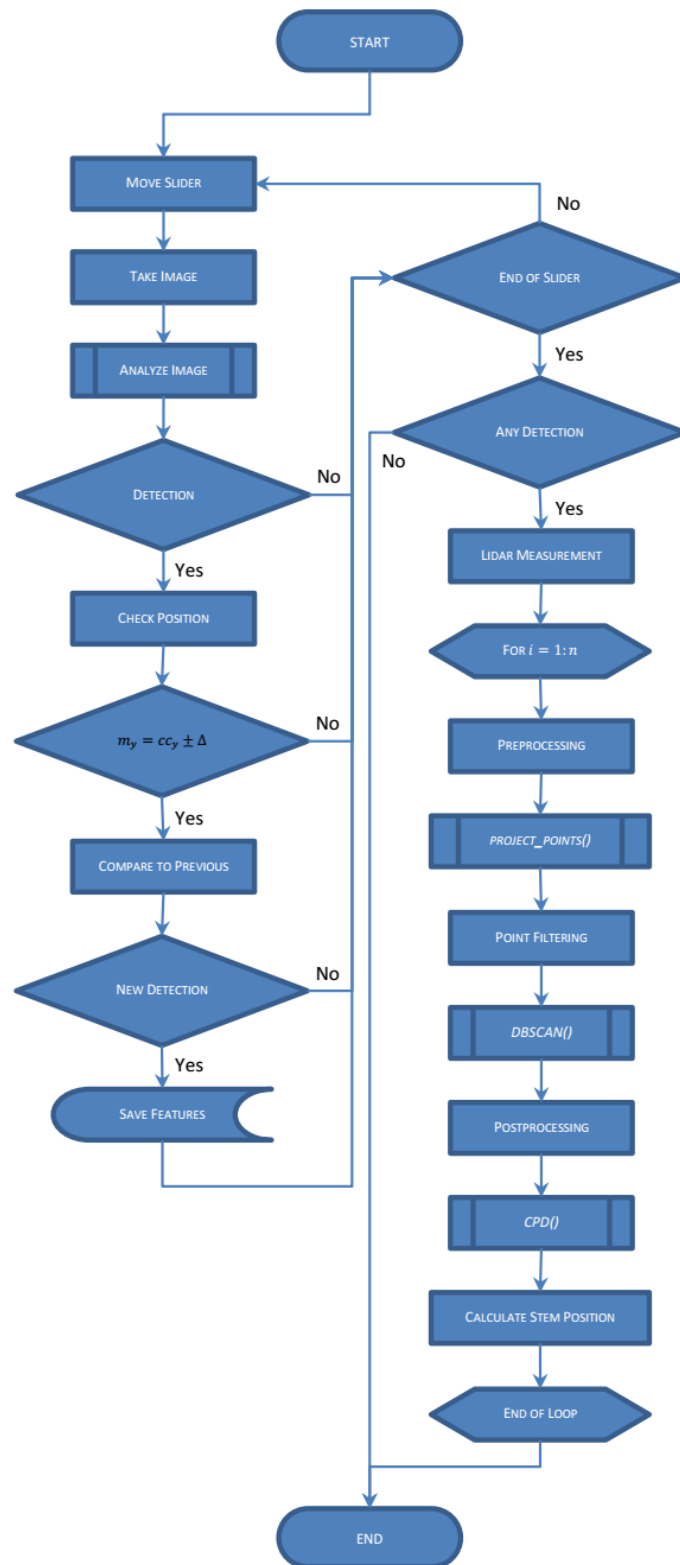 START
MOVE SLIDER
TAKE IMAGE
ANALYZE IMAGE
DETECTION
No
Yes
CHECK POSITION
m_y = cc_y ± Δ
No
Yes
COMPARE TO PREVIOUS
NEW DETECTION
No
Yes
SAVE FEATURES
No
END OF SLIDER
Yes
ANY DETECTION
No
Yes
LIDAR MEASUREMENT
FOR i = 1: n
PREPROCESSING
PROJECT_POINTS()
POINT FILTERING
DBSCAN()
POSTPROCESSING
CPD()
CALCULATE STEM POSITION
END OF LOOP
END